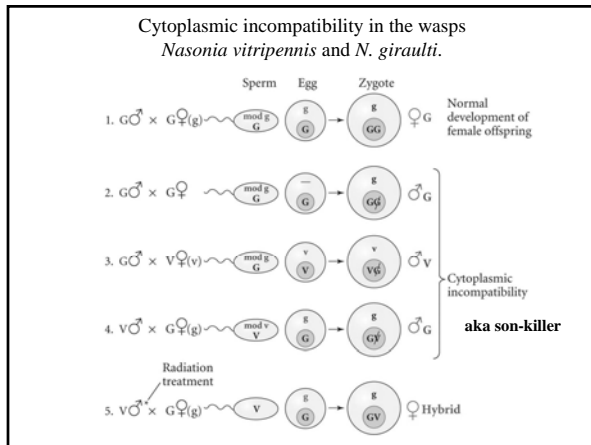 Cytoplasmic incompatibility in the wasps
Nasonia vitripennis and N. giraulti.
Sperm Egg Zygote
1. G♂ × G♀(g) mod g G g G g GG ♀G
Normal
development of
female offspring
2. G♂ × G♀ mod g G — G g GG ♂G
3. G♂ × V♀(v) mod g G v V v VG ♂V
Cytoplasmic
incompatibility
aka son-killer
4. V♂ × G♀(g) mod v V g G g GV ♂G
Radiation
treatment
5. V♂* × G♀(g) V g G g GV ♀Hybrid